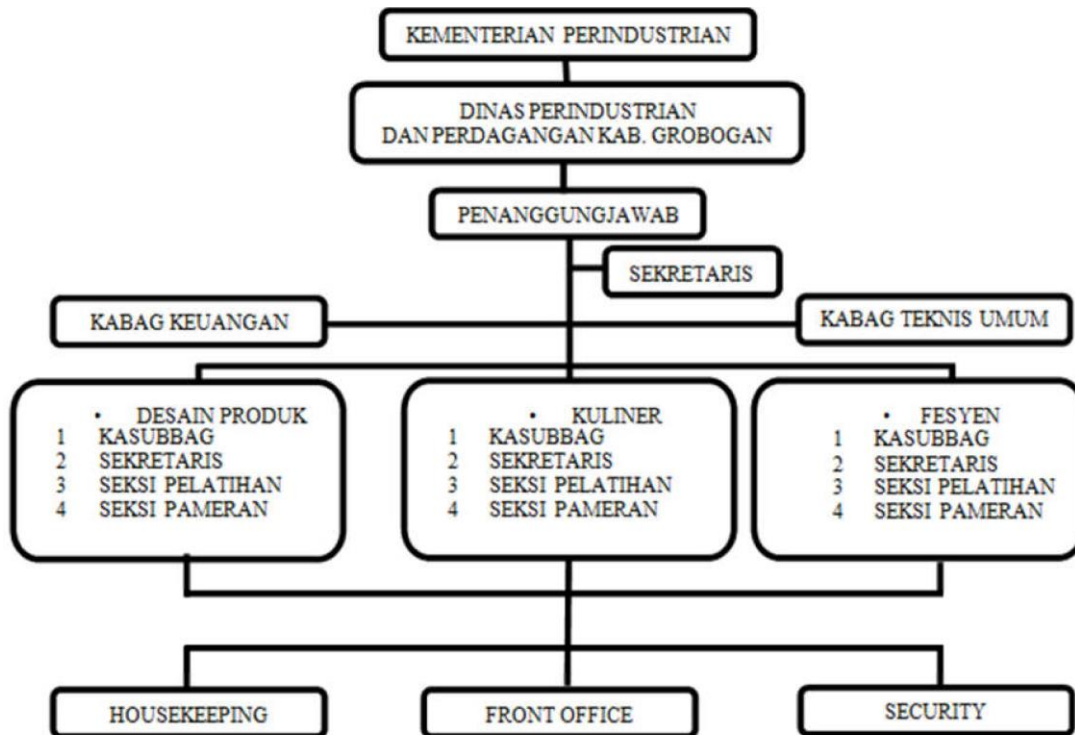 KEMENTERIAN PERINDUSTRIAN
DINAS PERINDUSTRIAN
DAN PERDAGANGAN KAB. GROBOGAN
PENANGGUNGJAWAB
SEKRETARIS
KABAG KEUANGAN
KABAG TEKNIS UMUM
• DESAIN PRODUK
1 KASUBBAG
2 SEKRETARIS
3 SEKSI PELATIHAN
4 SEKSI PAMERAN
• KULINER
1 KASUBBAG
2 SEKRETARIS
3 SEKSI PELATIHAN
4 SEKSI PAMERAN
• FESYEN
1 KASUBBAG
2 SEKRETARIS
3 SEKSI PELATIHAN
4 SEKSI PAMERAN
HOUSEKEEPING
FRONT OFFICE
SECURITY